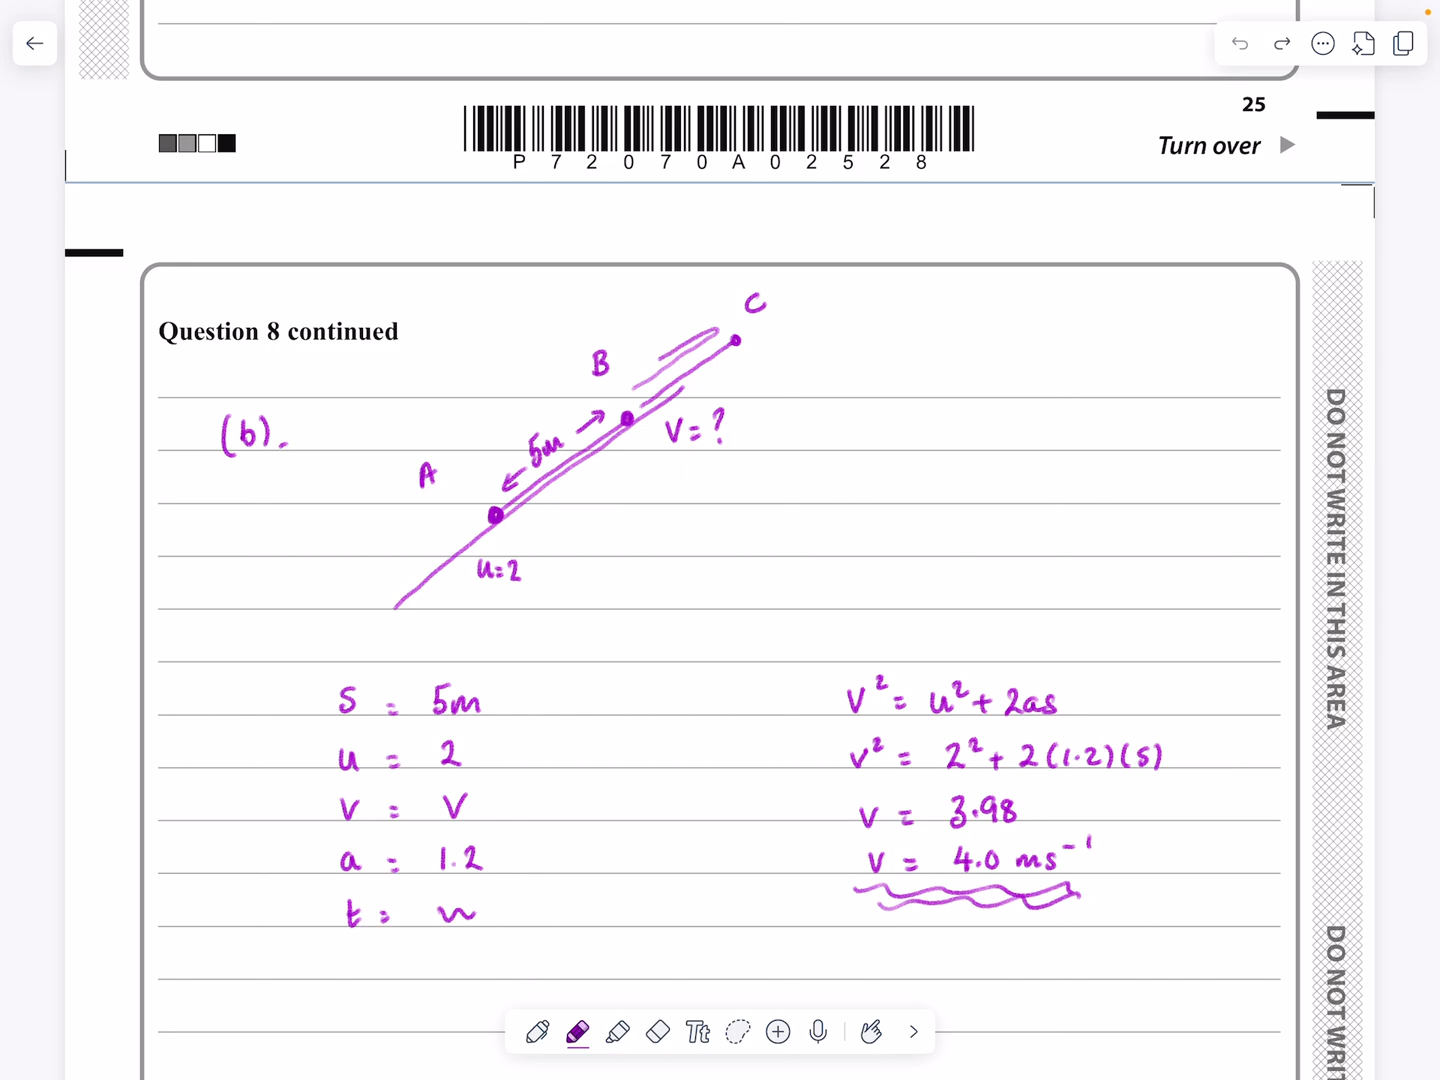 25
P 7 2 0 7 0 A 0 2 5 2 8
Turn over
Question 8 continued
C
B
(b).
5m
V = ?
A
u = 2
DO NOT WRITE IN THIS AREA
S = 5m
u = 2
v = V
a = 1.2
t = ~
v² = u² + 2as
v² = 2² + 2(1.2)(5)
v = 3.98
v = 4.0 ms⁻¹
DO NOT WRIT
Tt